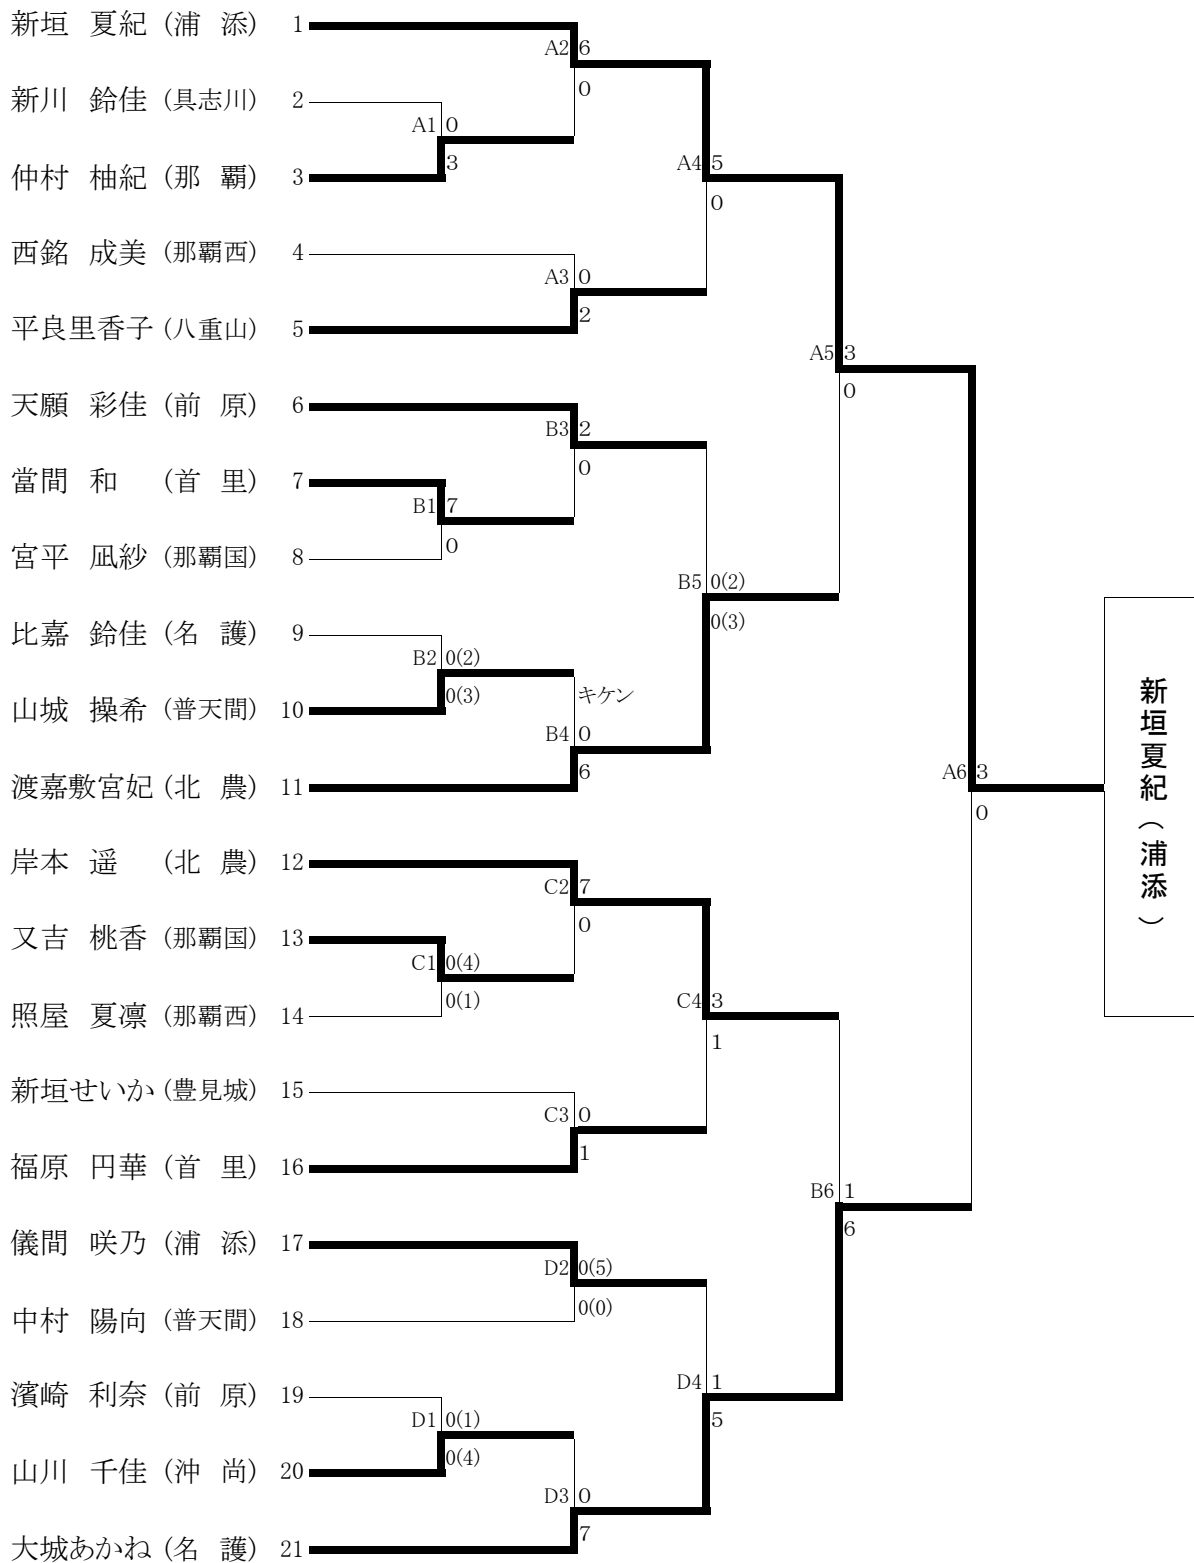 新垣 夏紀 (浦 添) 1
A2 6
0
新川 鈴佳 (具志川) 2
A1 0
3
仲村 柚紀 (那 覇) 3
A4 5
0
西銘 成美 (那覇西) 4
A3 0
2
平良里香子 (八重山) 5
A5 3
0
天願 彩佳 (前 原) 6
B3 2
0
當間 和 (首 里) 7
B1 7
0
宮平 凪紗 (那覇国) 8
B5 0(2)
0(3)
比嘉 鈴佳 (名 護) 9
B2 0(2)
0(3)
キケン
山城 操希 (普天間) 10
B4 0
6
渡嘉敷宮妃 (北 農) 11
A6 3
0
新垣夏紀(浦添)
岸本 遥 (北 農) 12
C2 7
0
又吉 桃香 (那覇国) 13
C1 0(4)
0(1)
照屋 夏凛 (那覇西) 14
C4 3
1
新垣せいか (豊見城) 15
C3 0
1
福原 円華 (首 里) 16
B6 1
6
儀間 咲乃 (浦 添) 17
D2 0(5)
0(0)
中村 陽向 (普天間) 18
D4 1
5
濱崎 利奈 (前 原) 19
D1 0(1)
0(4)
山川 千佳 (沖 尚) 20
D3 0
7
大城あかね (名 護) 21